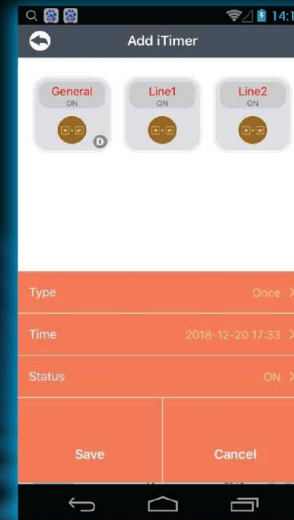 14:1
Add iTimer
General
ON
D
Line1
ON
Line2
ON
Type Once
Time 2018-12-20 17:33
Status ON
Save
Cancel